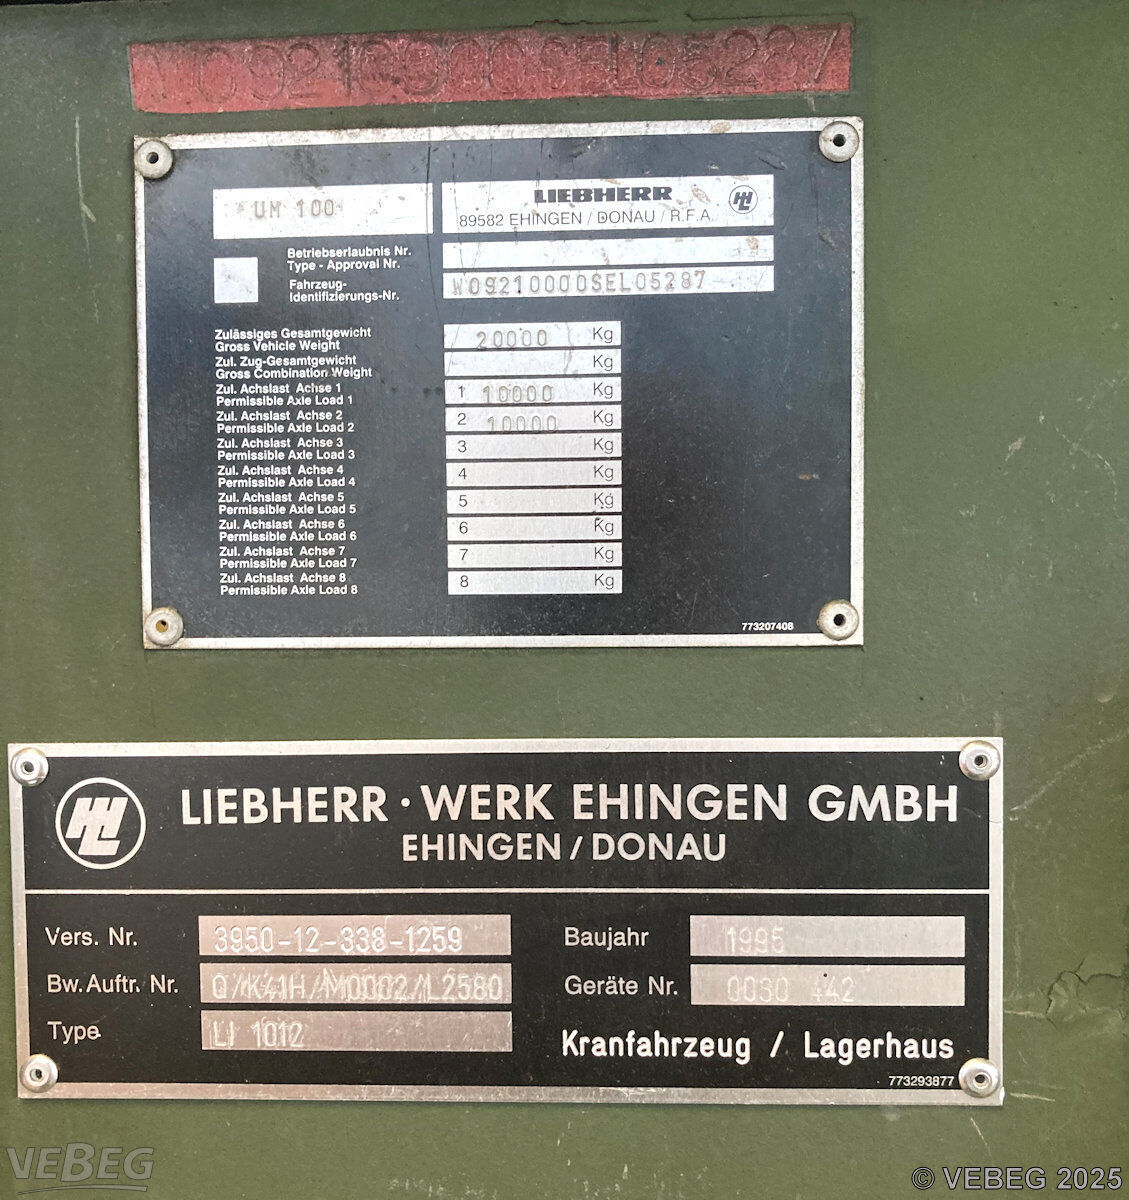 W09210000SEL05287
UM 100
LIEBHERR
89582 EHINGEN / DONAU / R.F.A.
Betriebserlaubnis Nr.
Type - Approval Nr.
Fahrzeug-
Identifizierungs-Nr.
W09210000SEL05287
Zulässiges Gesamtgewicht
Gross Vehicle Weight
20000 Kg
Zul. Zug-Gesamtgewicht
Gross Combination Weight
Kg
Zul. Achslast Achse 1
Permissible Axle Load 1
1 10000 Kg
Zul. Achslast Achse 2
Permissible Axle Load 2
2 10000 Kg
Zul. Achslast Achse 3
Permissible Axle Load 3
3 Kg
Zul. Achslast Achse 4
Permissible Axle Load 4
4 Kg
Zul. Achslast Achse 5
Permissible Axle Load 5
5 Kg
Zul. Achslast Achse 6
Permissible Axle Load 6
6 Kg
Zul. Achslast Achse 7
Permissible Axle Load 7
7 Kg
Zul. Achslast Achse 8
Permissible Axle Load 8
8 Kg
773207408
LIEBHERR · WERK EHINGEN GMBH
EHINGEN / DONAU
Vers. Nr. 3950-12-338-1259
Baujahr 1995
Bw. Auftr. Nr. Q/K41H/M0002/L2580
Geräte Nr. 0030 442
Type LI 1012
Kranfahrzeug / Lagerhaus
773293877
VEBEG
© VEBEG 2025